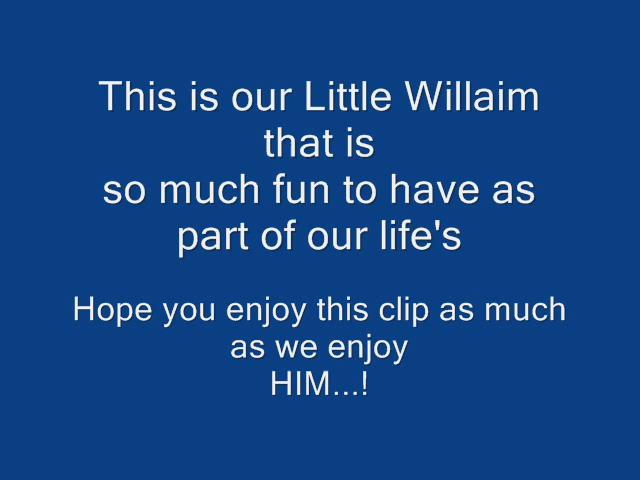 This is our Little Willaim
that is
so much fun to have as
part of our life's
Hope you enjoy this clip as much
as we enjoy
HIM...!